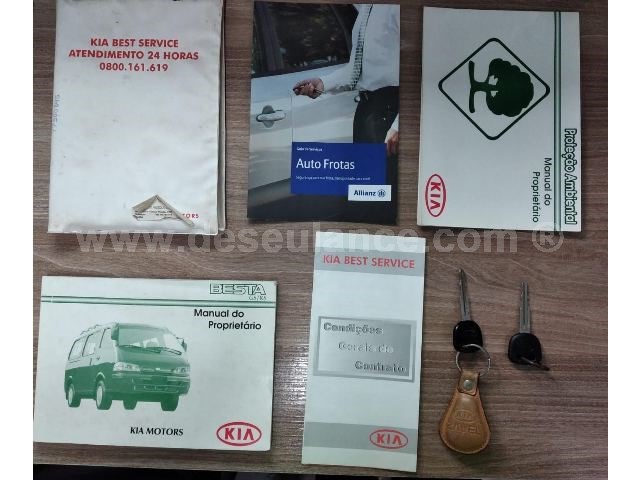 KIA BEST SERVICE
ATENDIMENTO 24 HORAS
0800.161.619
MOTORS
Auto Frotas
Allianz
KIA
Manual do
Proprietário
Proteção Ambiental
www.deseulance.com ®
BESTA
Manual do
Proprietário
KIA MOTORS
KIA
KIA BEST SERVICE
Condições
Gerais do
Contrato
KIA
KIA